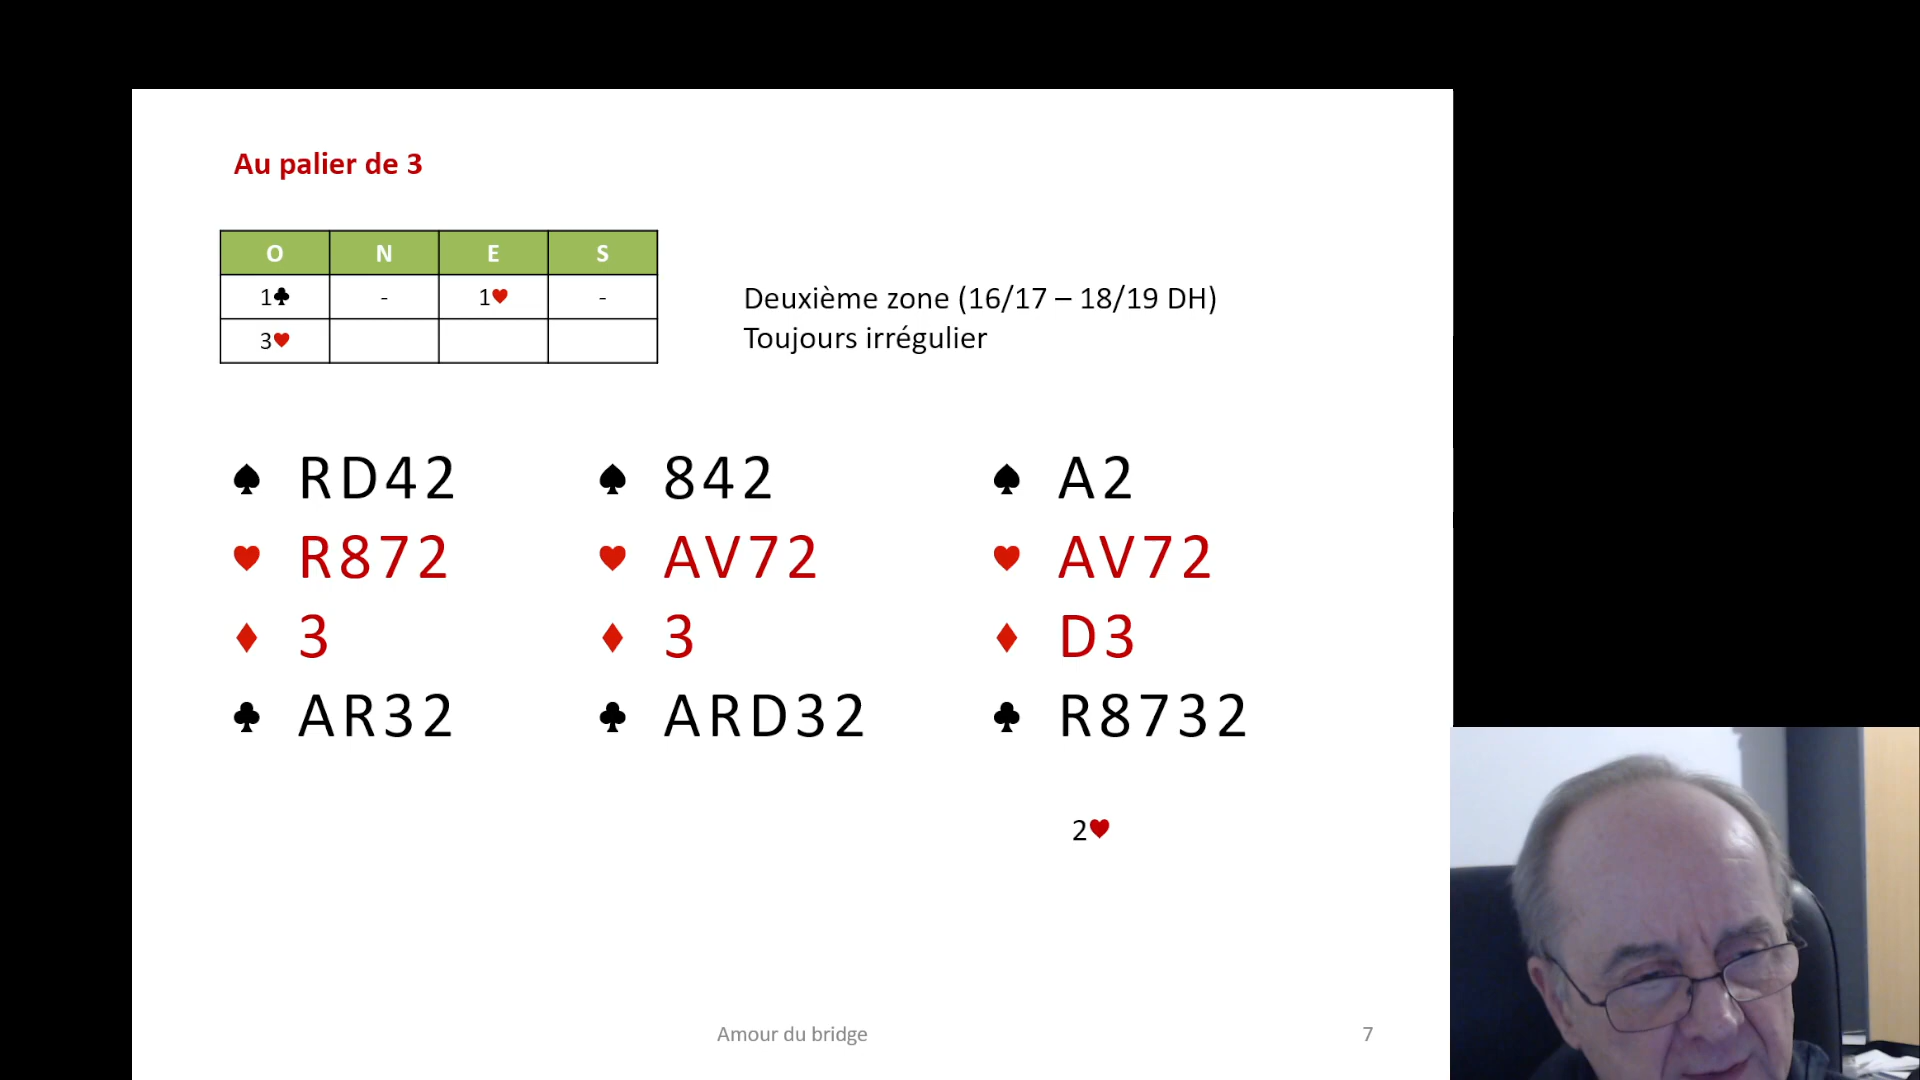 Au palier de 3
O N E S
1♣ - 1♥ -
3♥
Deuxième zone (16/17 – 18/19 DH)
Toujours irrégulier
♠ RD42
♥ R872
♦ 3
♣ AR32
♠ 842
♥ AV72
♦ 3
♣ ARD32
♠ A2
♥ AV72
♦ D3
♣ R8732
2♥
Amour du bridge
7